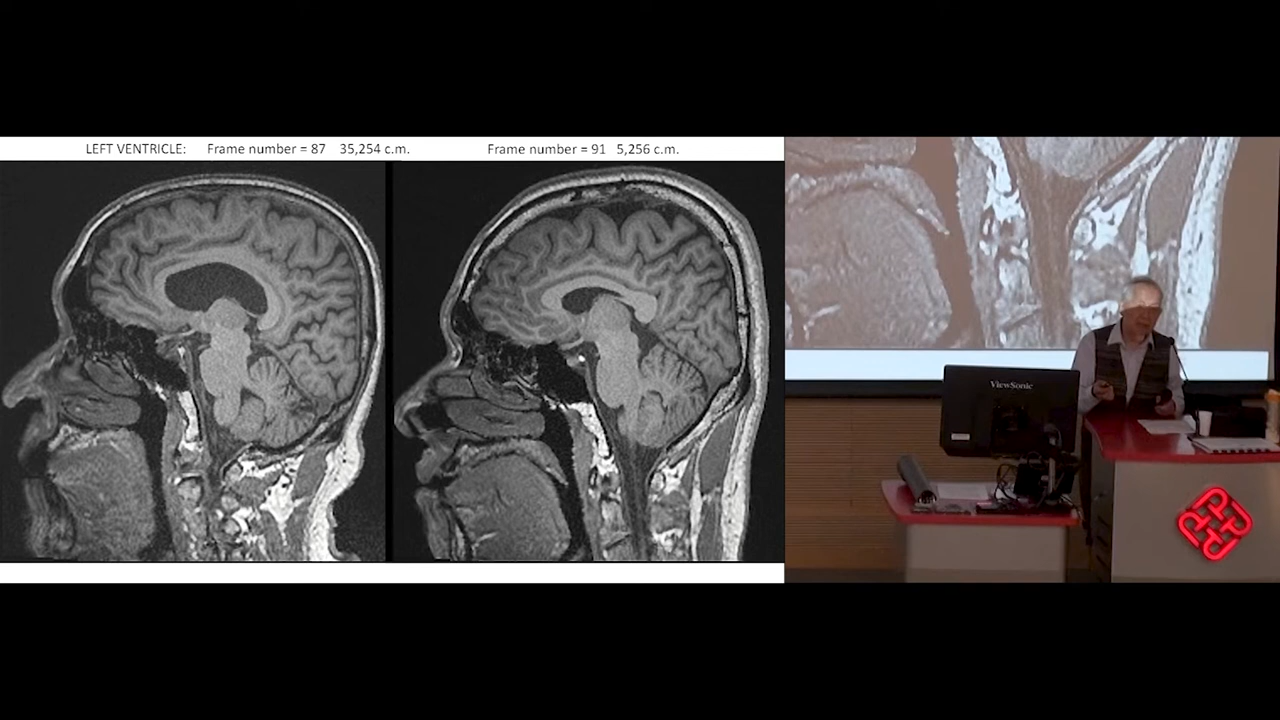 LEFT VENTRICLE: Frame number = 87 35,254 c.m. Frame number = 91 5,256 c.m.
ViewSonic